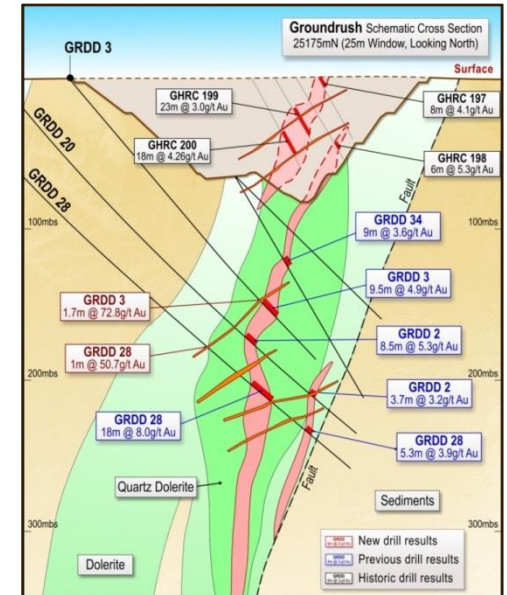 Groundrush Schematic Cross Section
25175mN (25m Window, Looking North)
GRDD 3
Surface
GHRC 199
23m @ 3.0g/t Au
GHRC 197
8m @ 4.1g/t Au
GHRC 200
18m @ 4.26g/t Au
GHRC 198
6m @ 5.3g/t Au
GRDD 20
GRDD 28
Fault
100mbs
100mbs
GRDD 34
9m @ 3.6g/t Au
GRDD 3
9.5m @ 4.9g/t Au
GRDD 3
1.7m @ 72.8g/t Au
GRDD 2
8.5m @ 5.3g/t Au
GRDD 28
1m @ 50.7g/t Au
200mbs
200mbs
GRDD 2
3.7m @ 3.2g/t Au
GRDD 28
18m @ 8.0g/t Au
GRDD 28
5.3m @ 3.9g/t Au
Quartz Dolerite
Fault
Sediments
300mbs
300mbs
Dolerite
GRDD
New drill results
GRDD
Previous drill results
GRDD
Historic drill results